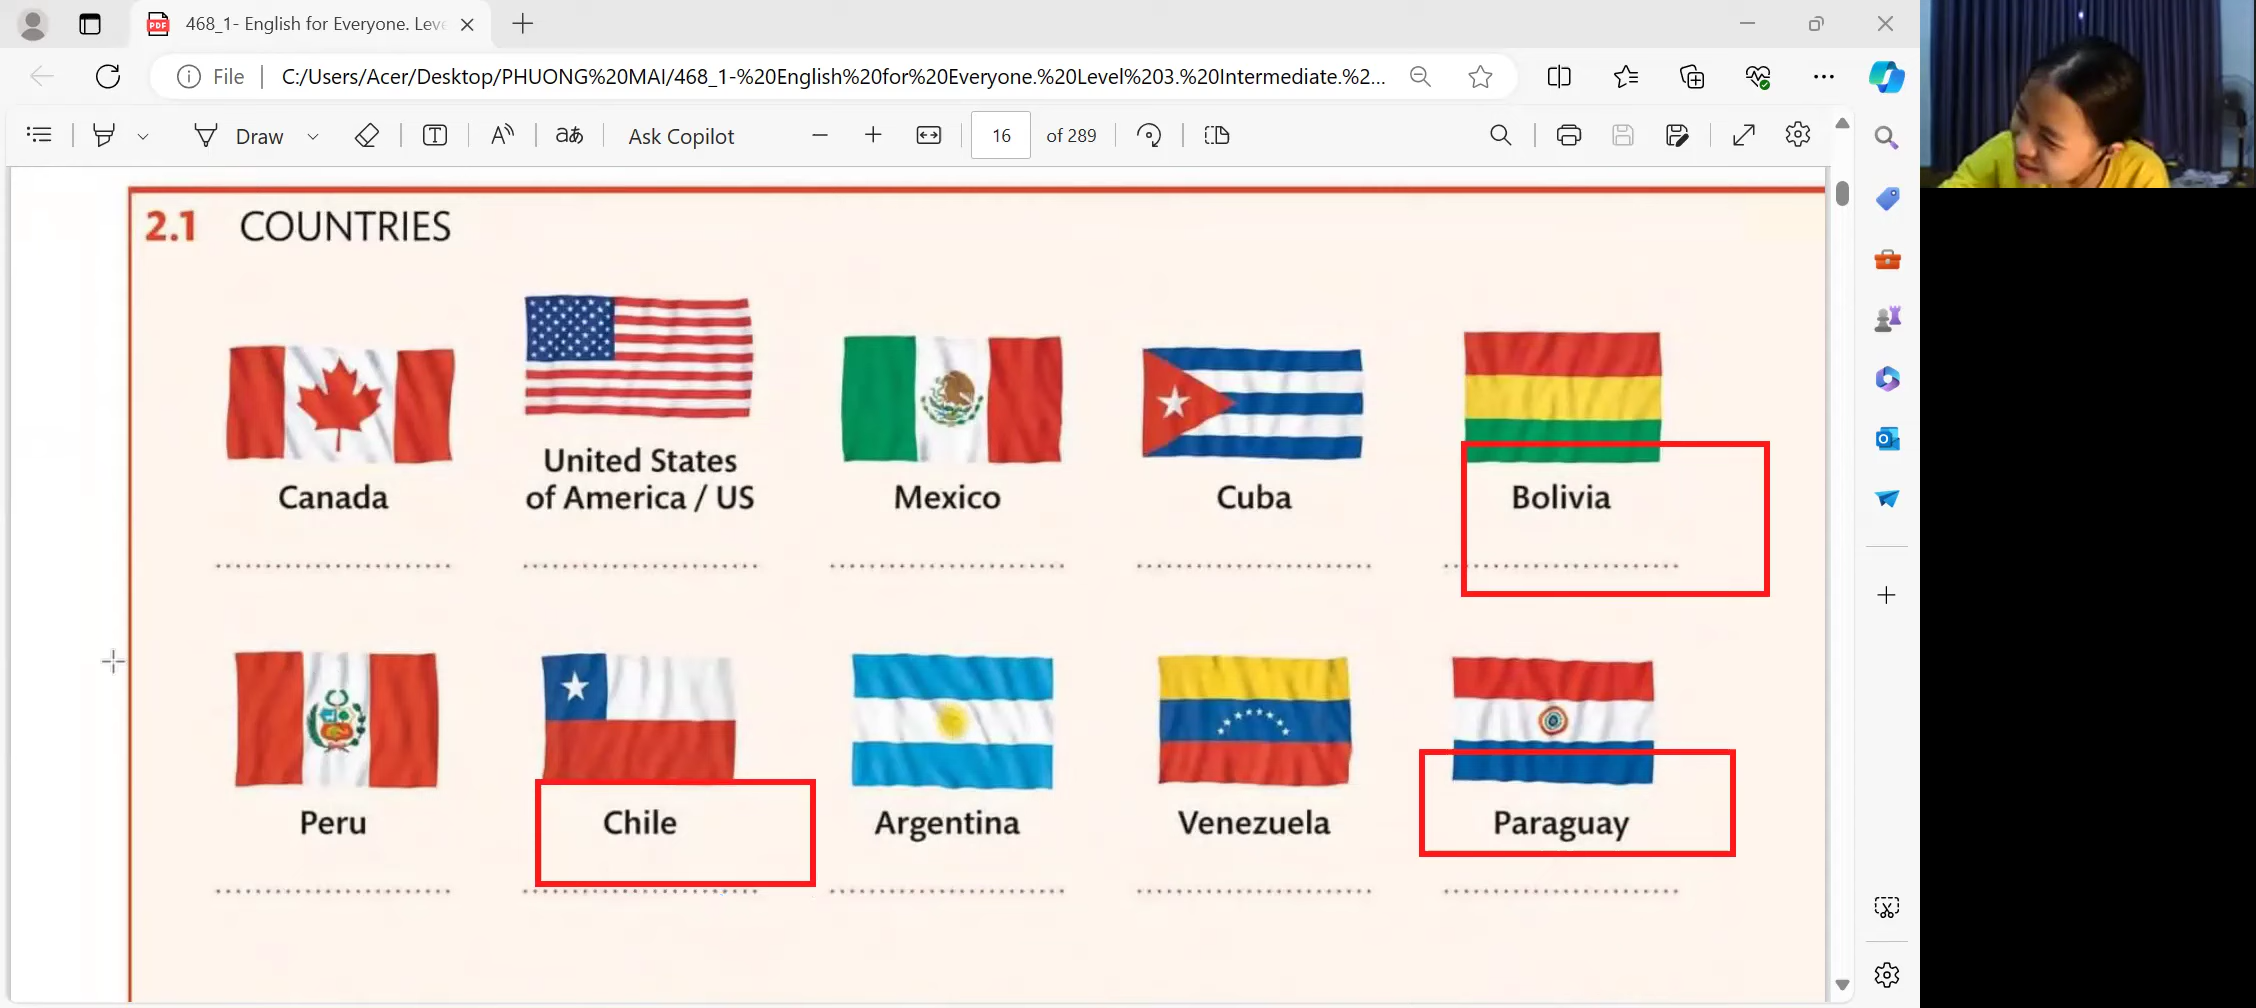 468_1- English for Everyone. Leve
File
C:/Users/Acer/Desktop/PHUONG%20MAI/468_1-%20English%20for%20Everyone.%20Level%203.%20Intermediate.%2...
Draw
aあ
Ask Copilot
16
of 289
2.1 COUNTRIES
United States
Canada
of America / US
Mexico
Cuba
Bolivia
Peru
Chile
Argentina
Venezuela
Paraguay